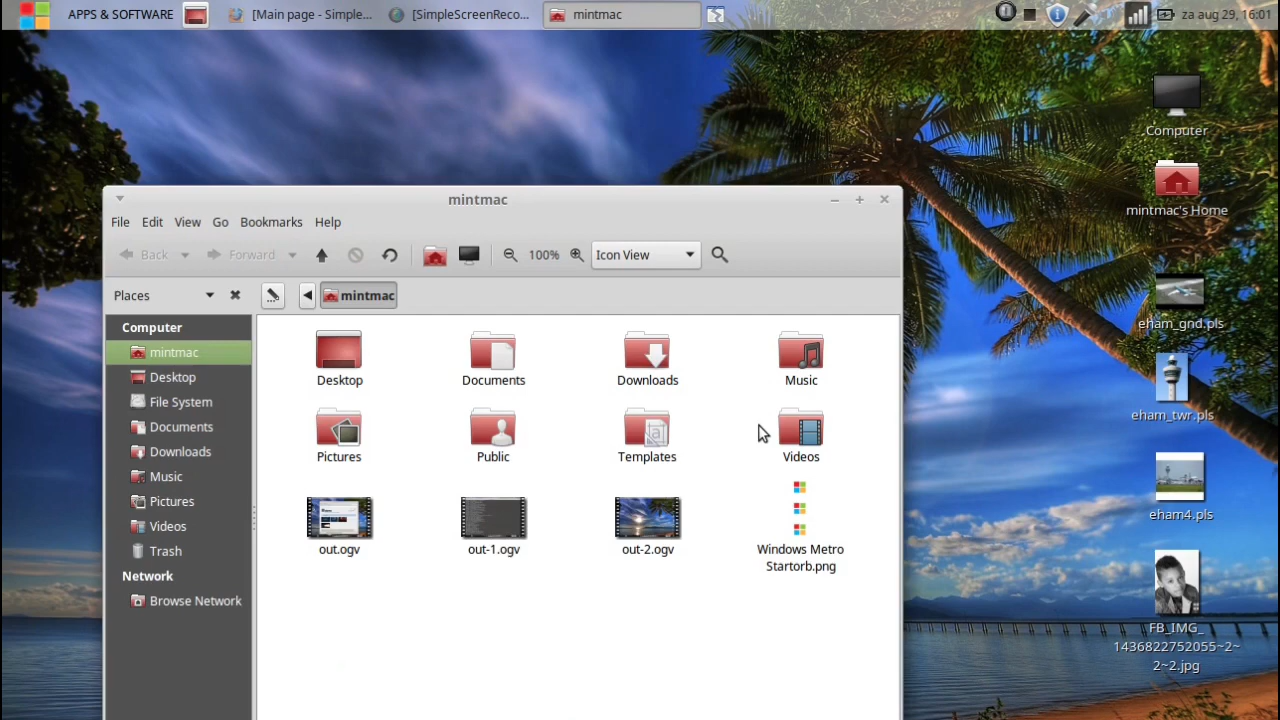 APPS & SOFTWARE
[Main page - Simple...
[SimpleScreenReco...
mintmac
za aug 29, 16:01
mintmac
File Edit View Go Bookmarks Help
Back Forward 100% Icon View
Places mintmac
Computer
mintmac
Desktop
File System
Documents
Downloads
Music
Pictures
Videos
Trash
Network
Browse Network
Desktop Documents Downloads Music
Pictures Public Templates Videos
out.ogv out-1.ogv out-2.ogv Windows Metro
Startorb.png
Computer
mintmac's Home
eham_gnd.pls
eham_twr.pls
eham4.pls
FB_IMG_
1436822752055~2~
2~2.jpg